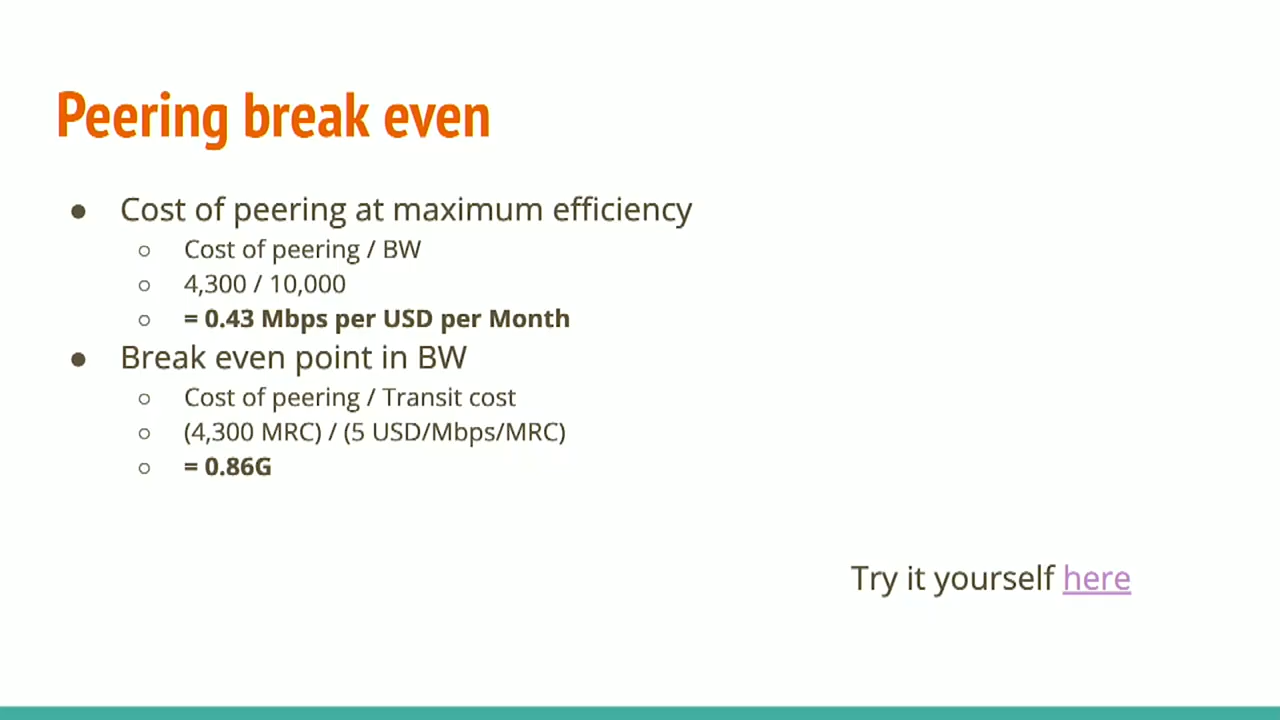 Peering break even
● Cost of peering at maximum efficiency
○ Cost of peering / BW
○ 4,300 / 10,000
○ = 0.43 Mbps per USD per Month
● Break even point in BW
○ Cost of peering / Transit cost
○ (4,300 MRC) / (5 USD/Mbps/MRC)
○ = 0.86G
Try it yourself here